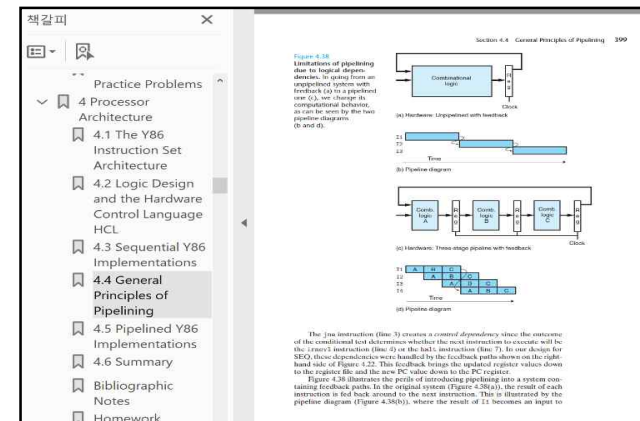 책갈피
Practice Problems
4 Processor
Architecture
4.1 The Y86
Instruction Set
Architecture
4.2 Logic Design
and the Hardware
Control Language
HCL
4.3 Sequential Y86
Implementations
4.4 General
Principles of
Pipelining
4.5 Pipelined Y86
Implementations
4.6 Summary
Bibliographic
Notes
Homework
Section 4.4 General Principles of Pipelining 399
Figure 4.38
Limitations of pipelining
due to logical depen-
dencies. In going from an
unpipelined system with
feedback (a) to a pipelined
one (c), we change its
computational behavior,
as can be seen by the two
pipeline diagrams
(b and d).
Combinational
logic
Reg
Clock
(a) Hardware: Unpipelined with feedback
I1
I2
I3
Time
(b) Pipeline diagram
Comb. logic A
Reg
Comb. logic B
Reg
Comb. logic C
Reg
Clock
(c) Hardware: Three-stage pipeline with feedback
I1 A B C
I2 A B C
I3 A B C
I4 A B C
Time
(d) Pipeline diagram
The jne instruction (line 3) creates a control dependency since the outcome
of the conditional test determines whether the next instruction to execute will be
the irmovl instruction (line 4) or the halt instruction (line 7). In our design for
SEQ, these dependencies were handled by the feedback paths shown on the right-
hand side of Figure 4.22. This feedback brings the updated register values down
to the register file and the new PC value down to the PC register.
Figure 4.38 illustrates the perils of introducing pipelining into a system con-
taining feedback paths. In the original system (Figure 4.38(a)), the result of each
instruction is fed back around to the next instruction. This is illustrated by the
pipeline diagram (Figure 4.38(b)), where the result of I1 becomes an input to